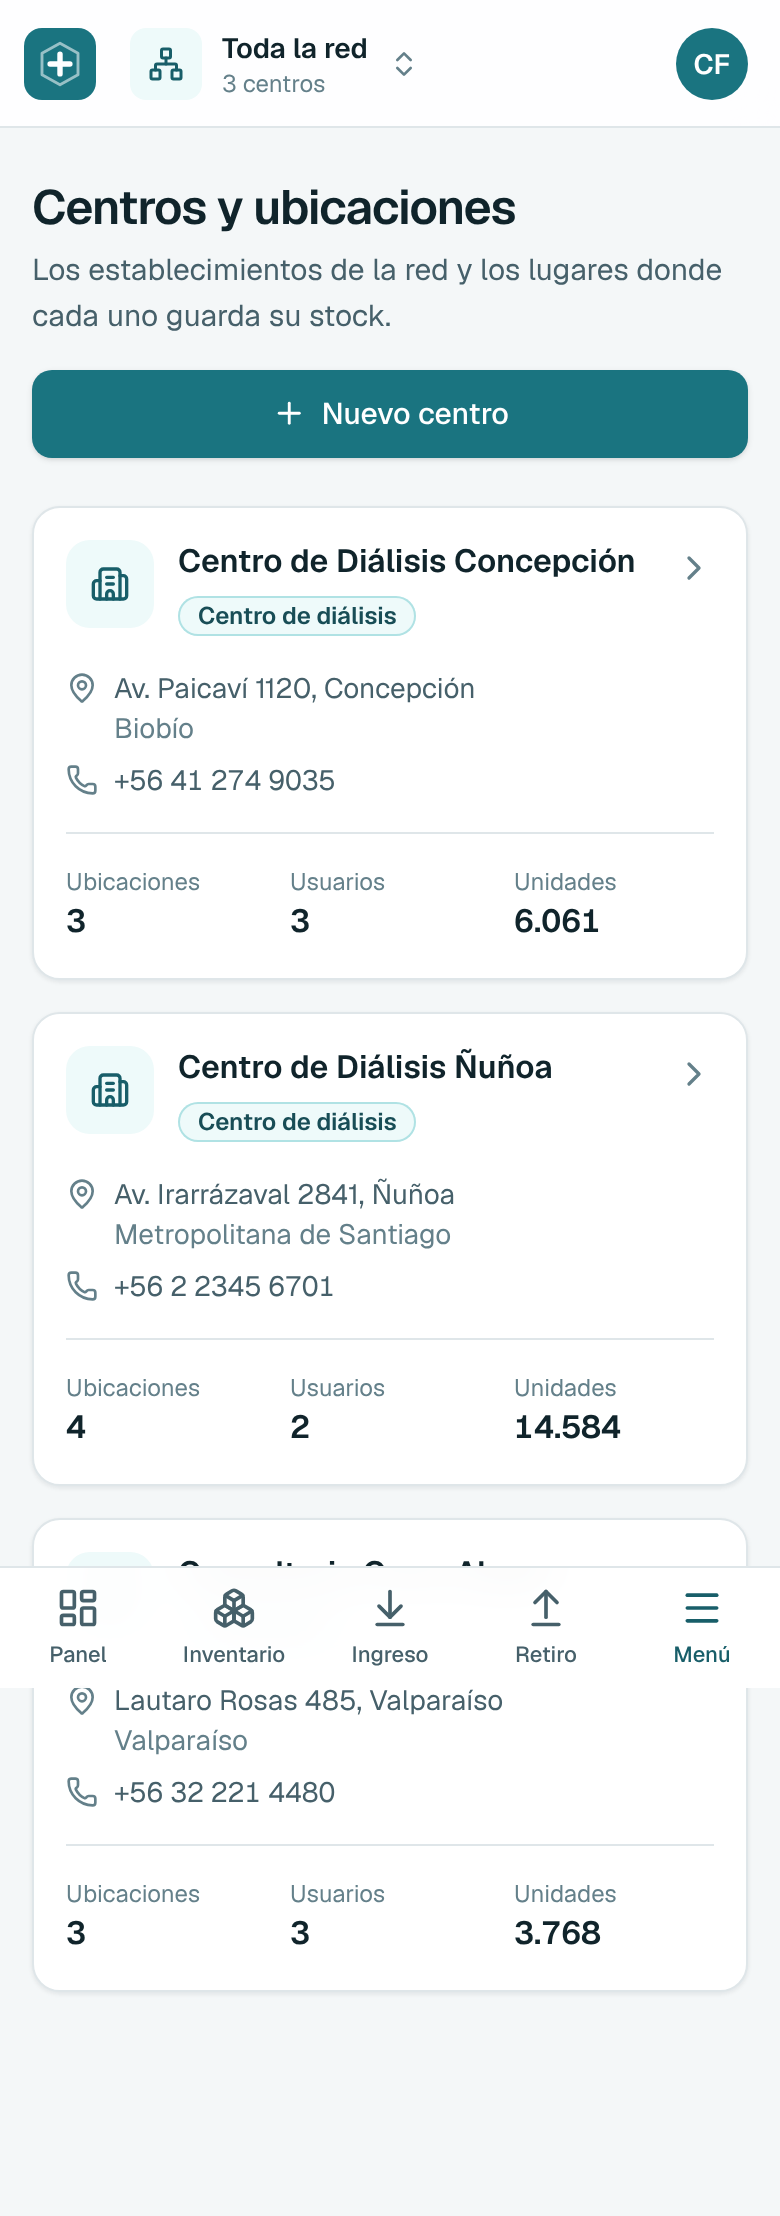 Toda la red
3 centros
CF
Centros y ubicaciones
Los establecimientos de la red y los lugares donde
cada uno guarda su stock.
Nuevo centro
Centro de Diálisis Concepción
Centro de diálisis
Av. Paicaví 1120, Concepción
Biobío
+56 41 274 9035
Ubicaciones
Usuarios
Unidades
3
3
6.061
Centro de Diálisis Ñuñoa
Centro de diálisis
Av. Irarrázaval 2841, Ñuñoa
Metropolitana de Santiago
+56 2 2345 6701
Ubicaciones
Usuarios
Unidades
4
2
14.584
Panel
Inventario
Ingreso
Retiro
Menú
Lautaro Rosas 485, Valparaíso
Valparaíso
+56 32 221 4480
Ubicaciones
Usuarios
Unidades
3
3
3.768